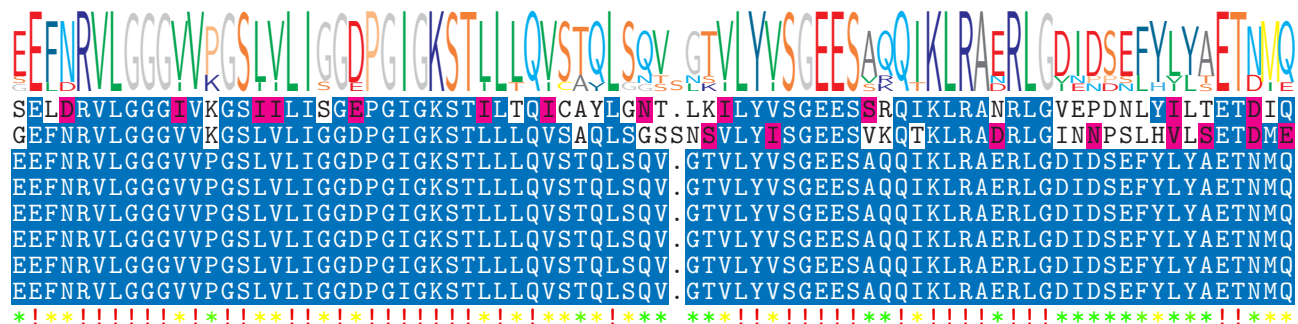 EEFNRVLGGGVVPGSLVLIGGDPGIGKSTLLLQVSTQLSQV GTVLYVSGEESAQQIKLRAERLGDIDSEFYLYAETNMQ
SELDRVLGGGIVKGSIILISGEPGIGKSTILTQICAYLGNT.LKILYVSGEESSRQIKLRANRLGVEPDNLYILTETDIQ
GEFNRVLGGGVVKGSLVLIGGDPGIGKSTLLLQVSAQLSGSSNSVLYISGEESVKQTKLRADRLGINNPSLHVLSETDME
EEFNRVLGGGVVPGSLVLIGGDPGIGKSTLLLQVSTQLSQV.GTVLYVSGEESAQQIKLRAERLGDIDSEFYLYAETNMQ
EEFNRVLGGGVVPGSLVLIGGDPGIGKSTLLLQVSTQLSQV.GTVLYVSGEESAQQIKLRAERLGDIDSEFYLYAETNMQ
EEFNRVLGGGVVPGSLVLIGGDPGIGKSTLLLQVSTQLSQV.GTVLYVSGEESAQQIKLRAERLGDIDSEFYLYAETNMQ
EEFNRVLGGGVVPGSLVLIGGDPGIGKSTLLLQVSTQLSQV.GTVLYVSGEESAQQIKLRAERLGDIDSEFYLYAETNMQ
EEFNRVLGGGVVPGSLVLIGGDPGIGKSTLLLQVSTQLSQV.GTVLYVSGEESAQQIKLRAERLGDIDSEFYLYAETNMQ
EEFNRVLGGGVVPGSLVLIGGDPGIGKSTLLLQVSTQLSQV.GTVLYVSGEESAQQIKLRAERLGDIDSEFYLYAETNMQ
*!**!!!!!!*!*!!**!!*!*!!!!!!!*!*!****!*** ***!!*!!!!!**!*!!!!*!!!**********!!***